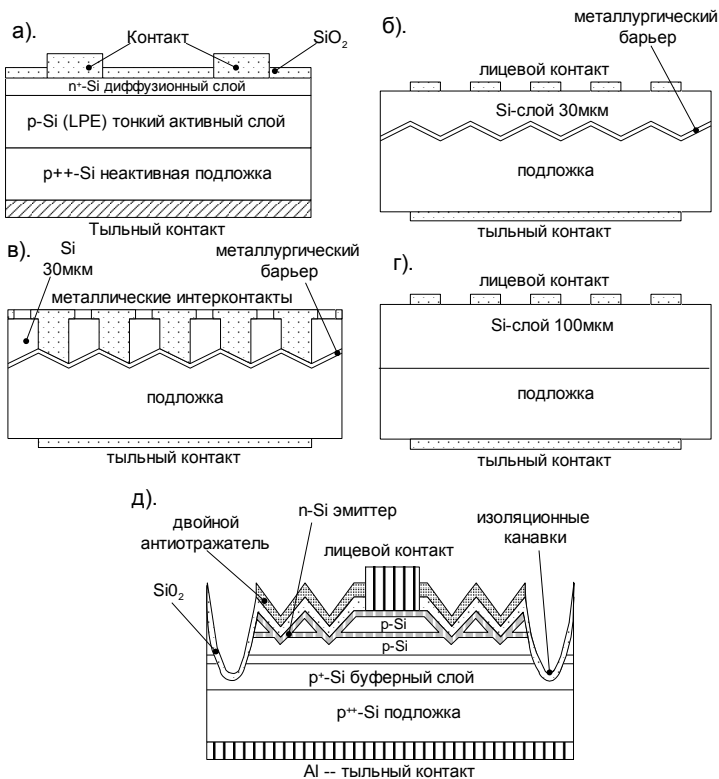 а).
Контакт
SiO2
n+-Si диффузионный слой
p-Si (LPE) тонкий активный слой
p++-Si неактивная подложка
Тыльный контакт
б).
металлургический
барьер
лицевой контакт
Si-слой 30мкм
подложка
тыльный контакт
в).
Si
30мкм
металлургический
барьер
металлические интерконтакты
подложка
тыльный контакт
г).
лицевой контакт
Si-слой 100мкм
подложка
тыльный контакт
д).
двойной
антиотражатель
n-Si эмиттер
лицевой контакт
изоляционные
канавки
Si02
p-Si
p-Si
p+-Si буферный слой
p++-Si подложка
Al -- тыльный контакт